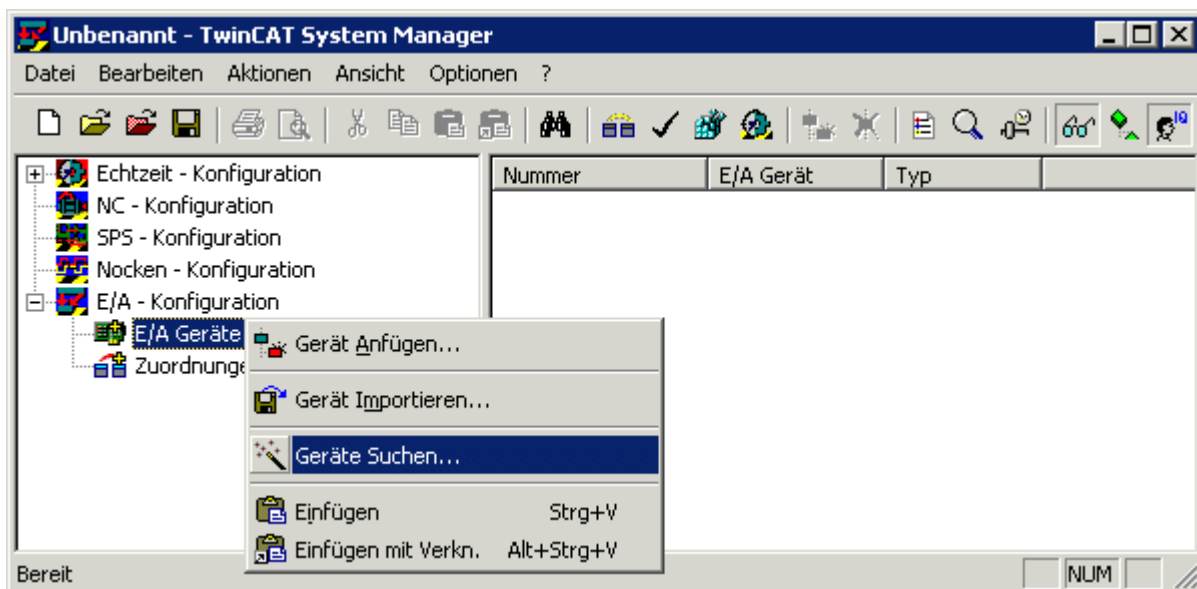 Unbenannt - TwinCAT System Manager
Datei Bearbeiten Aktionen Ansicht Optionen ?
IQ
Echtzeit - Konfiguration
NC - Konfiguration
SPS - Konfiguration
Nocken - Konfiguration
E/A - Konfiguration
E/A Geräte
Zuordnunge
Nummer E/A Gerät Typ
Gerät Anfügen...
Gerät Importieren...
Geräte Suchen...
Einfügen Strg+V
Einfügen mit Verkn. Alt+Strg+V
Bereit NUM